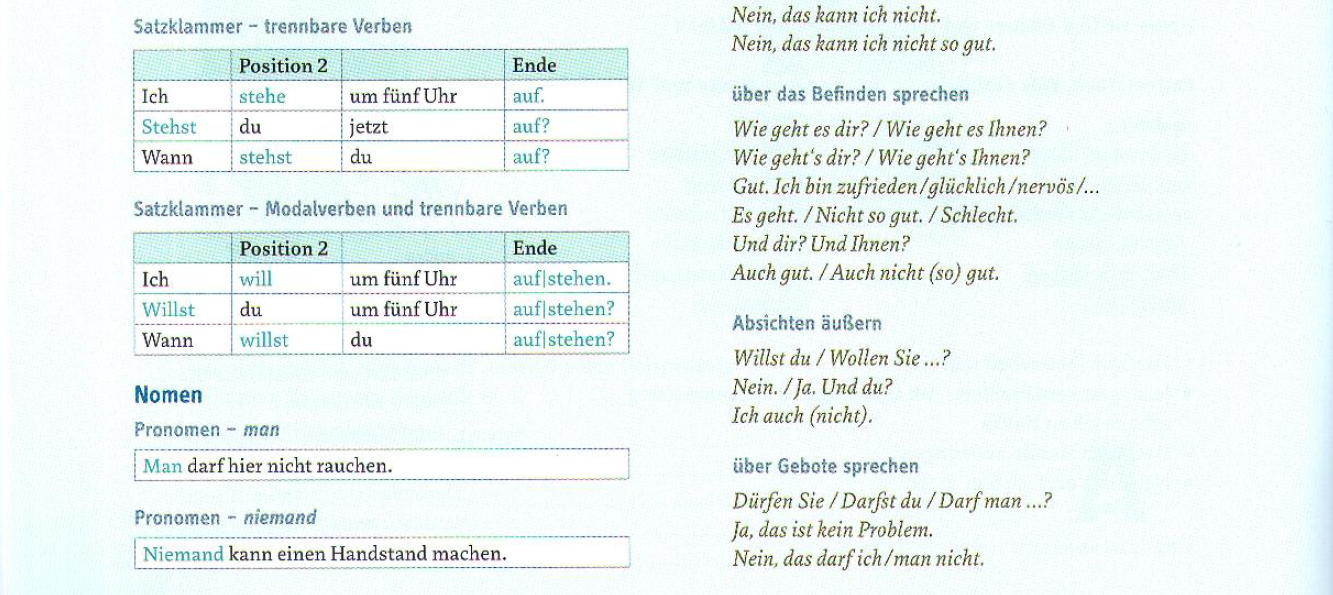 Satzklammer – trennbare Verben
Position 2 Ende
Ich stehe um fünf Uhr auf.
Stehst du jetzt auf?
Wann stehst du auf?
Satzklammer – Modalverben und trennbare Verben
Position 2 Ende
Ich will um fünf Uhr auf|stehen.
Willst du um fünf Uhr auf|stehen?
Wann willst du auf|stehen?
Nomen
Pronomen – man
Man darf hier nicht rauchen.
Pronomen – niemand
Niemand kann einen Handstand machen.
Nein, das kann ich nicht.
Nein, das kann ich nicht so gut.
über das Befinden sprechen
Wie geht es dir? / Wie geht es Ihnen?
Wie geht's dir? / Wie geht's Ihnen?
Gut. Ich bin zufrieden/glücklich/nervös/...
Es geht. / Nicht so gut. / Schlecht.
Und dir? Und Ihnen?
Auch gut. / Auch nicht (so) gut.
Absichten äußern
Willst du / Wollen Sie ...?
Nein. / Ja. Und du?
Ich auch (nicht).
über Gebote sprechen
Dürfen Sie / Darfst du / Darf man ...?
Ja, das ist kein Problem.
Nein, das darf ich/man nicht.